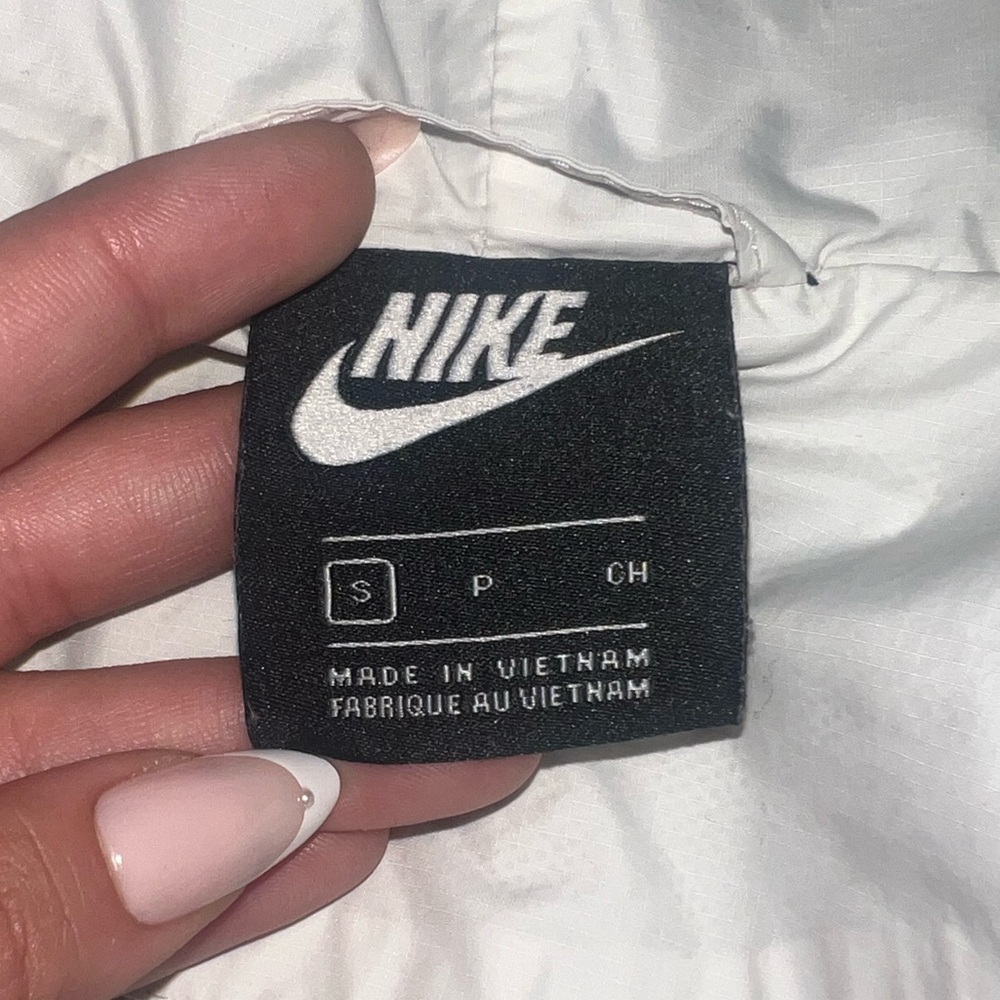 NIKE
S P CH
MADE IN VIETNAM
FABRIQUE AU VIETNAM